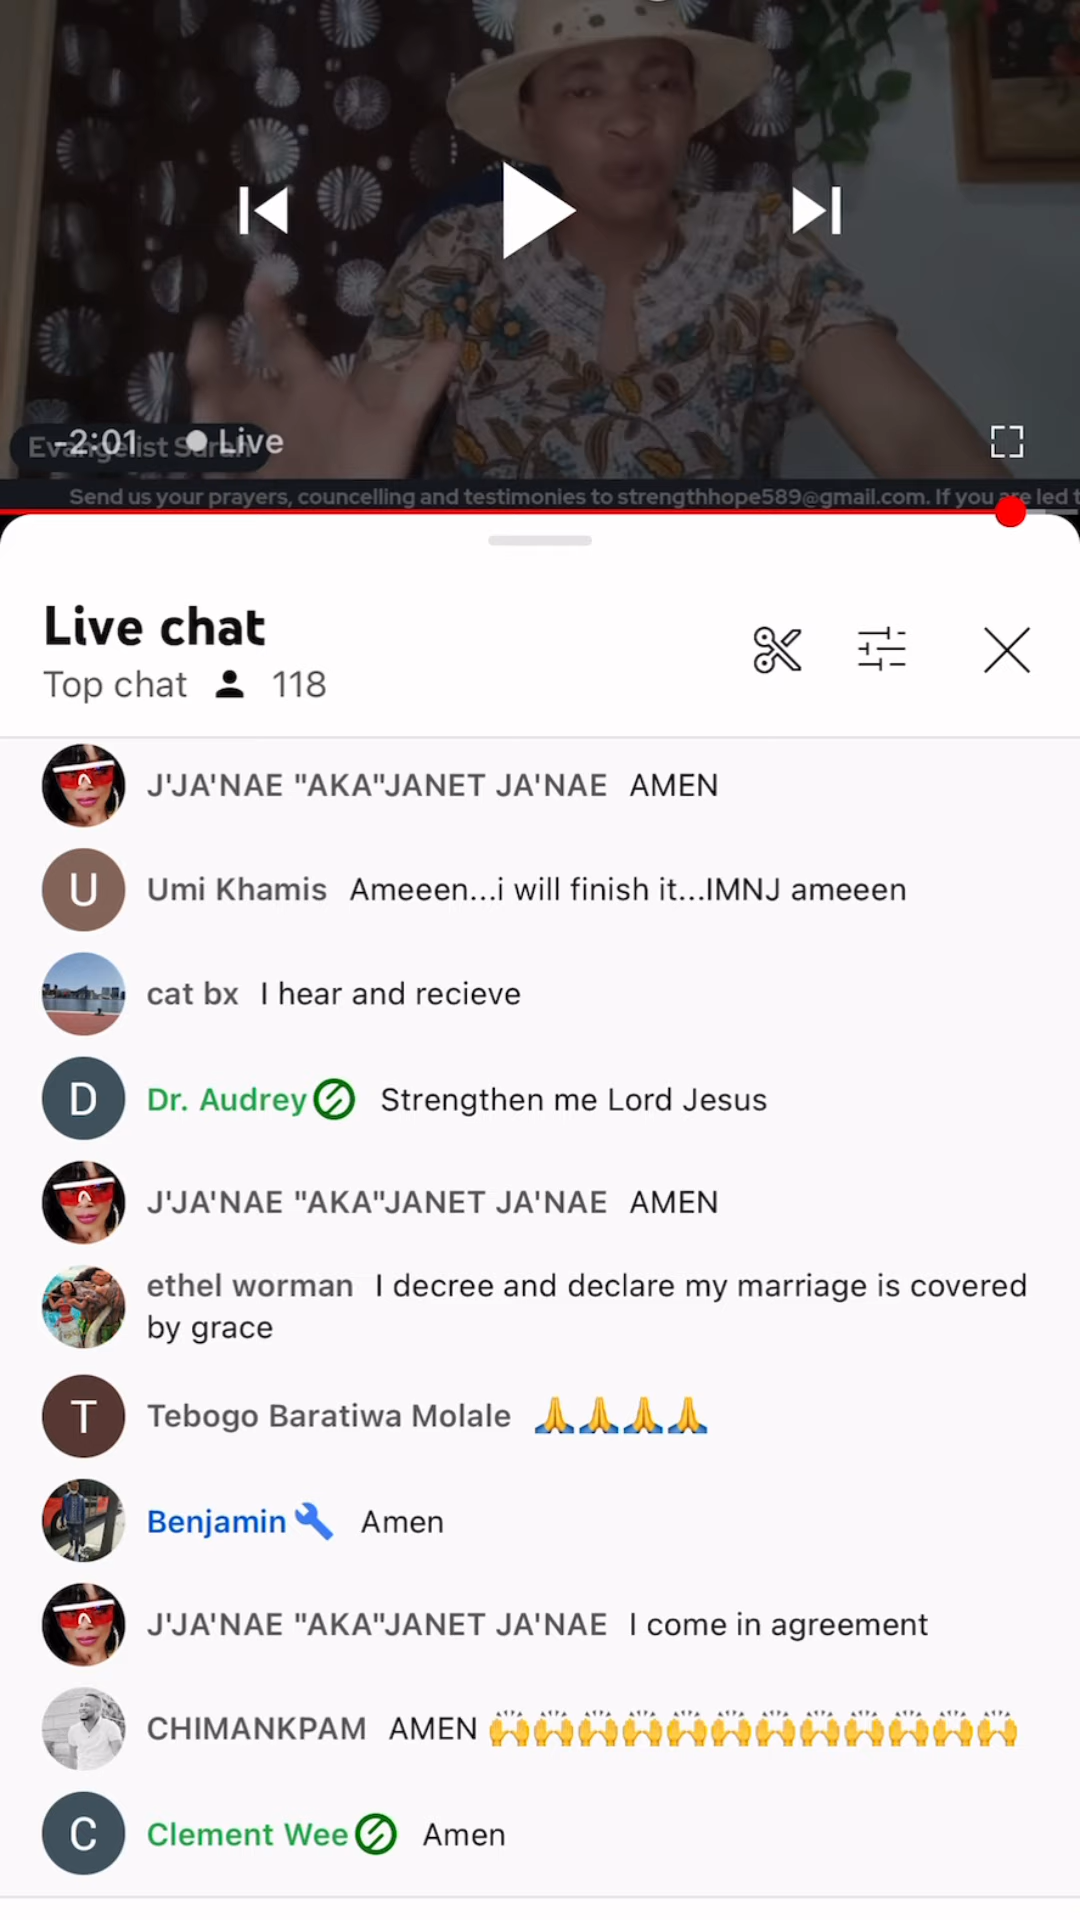 -2:01
Live
Evangelist Sarah
Send us your prayers, councelling and testimonies to strengthhope589@gmail.com. If you are led t
Live chat
Top chat 118
J'JA'NAE "AKA"JANET JA'NAE AMEN
U Umi Khamis Ameeen...i will finish it...IMNJ ameeen
cat bx I hear and recieve
D Dr. Audrey Strengthen me Lord Jesus
J'JA'NAE "AKA"JANET JA'NAE AMEN
ethel worman I decree and declare my marriage is covered
by grace
T Tebogo Baratiwa Molale 🙏🙏🙏🙏
Benjamin Amen
J'JA'NAE "AKA"JANET JA'NAE I come in agreement
CHIMANKPAM AMEN 🙌🙌🙌🙌🙌🙌🙌🙌🙌🙌🙌🙌
C Clement Wee Amen